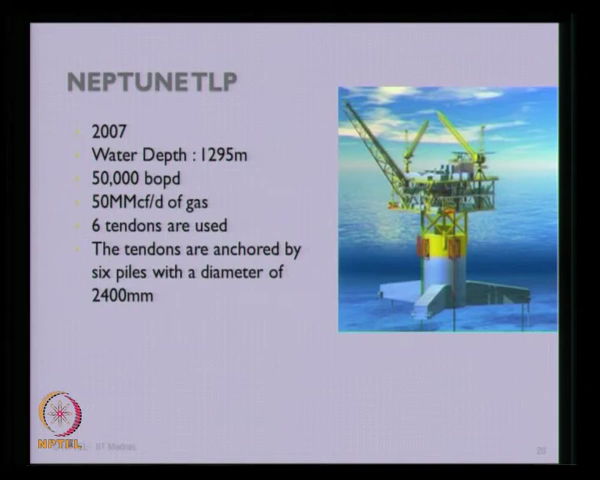 NEPTUNE TLP
2007
Water Depth : 1295m
50,000 bopd
50MMcf/d of gas
6 tendons are used
The tendons are anchored by
six piles with a diameter of
2400mm
NPTEL
IIT Madras
20